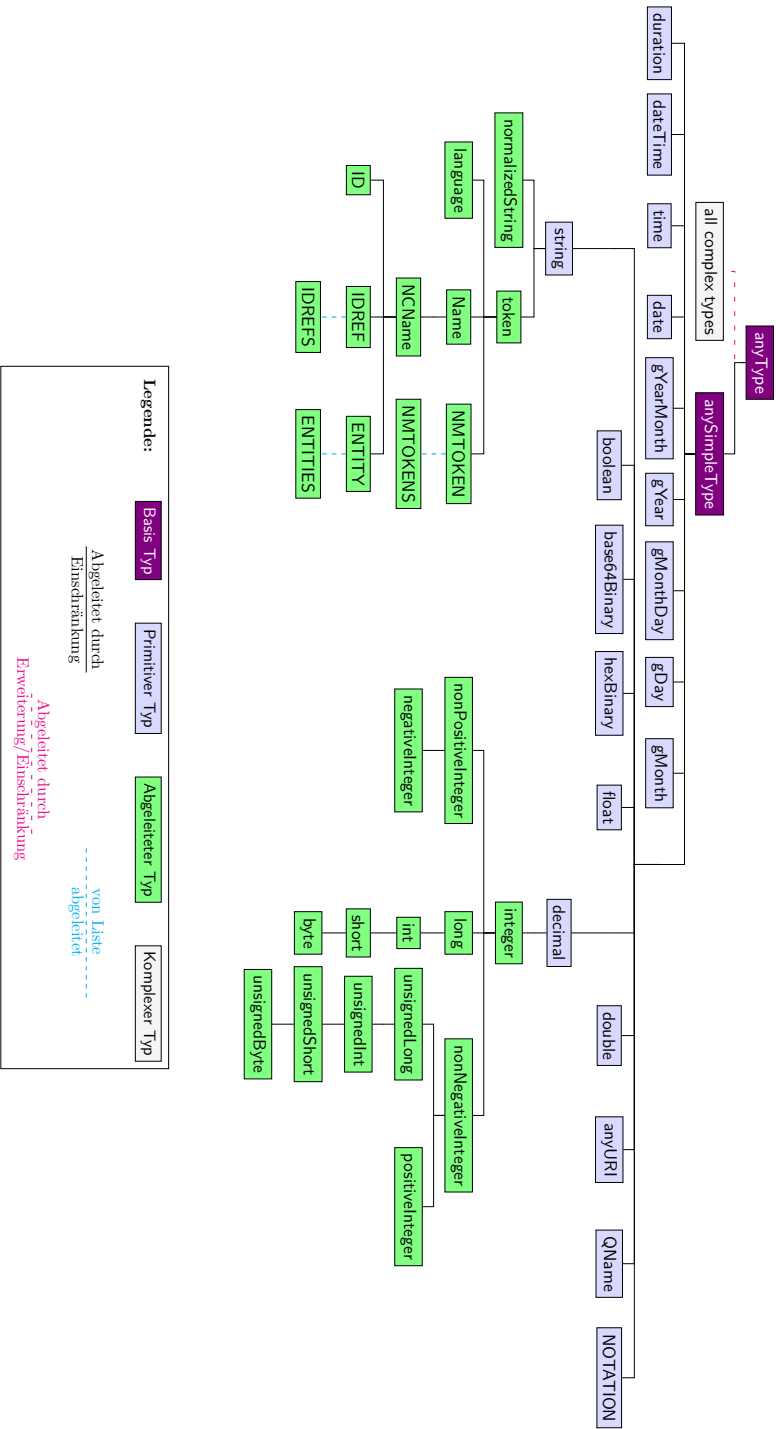 anyType
all complex types
anySimpleType
duration
dateTime
time
date
gYearMonth
gYear
gMonthDay
gDay
gMonth
boolean
base64Binary
hexBinary
float
double
anyURI
QName
NOTATION
string
decimal
normalizedString
token
integer
language
Name
NMTOKEN
nonPositiveInteger
long
nonNegativeInteger
NCName
NMTOKENS
negativeInteger
int
unsignedLong
positiveInteger
ID
IDREF
ENTITY
short
unsignedInt
IDREFS
ENTITIES
byte
unsignedShort
unsignedByte
Legende:
Basis Typ
Primitiver Typ
Abgeleiteter Typ
Komplexer Typ
Abgeleitet durch
Einschränkung
von Liste
abgeleitet
Abgeleitet durch
Erweiterung/Einschränkung